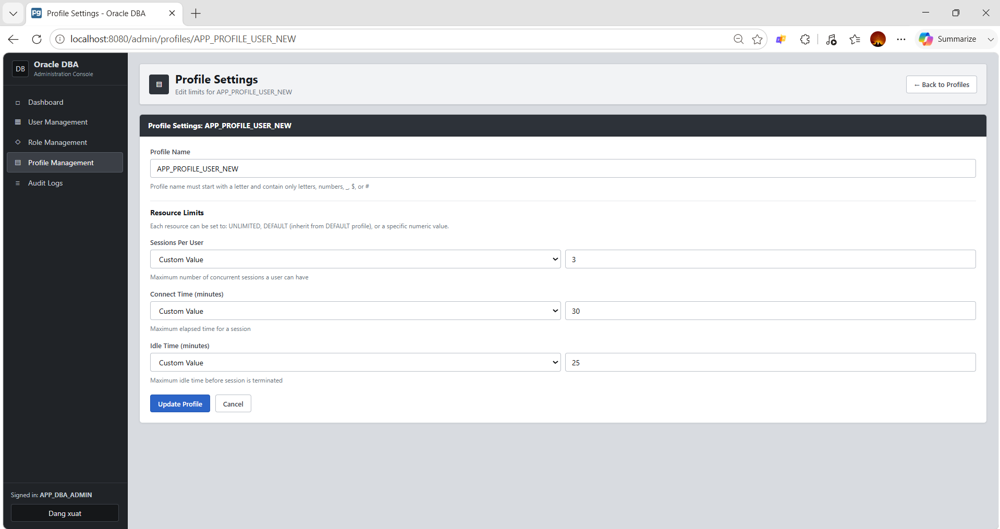 Profile Settings - Oracle DBA
localhost:8080/admin/profiles/APP_PROFILE_USER_NEW
Summarize
DB
Oracle DBA
Administration Console
Dashboard
User Management
Role Management
Profile Management
Audit Logs
Signed in: APP_DBA_ADMIN
Dang xuat
Profile Settings
Edit limits for APP_PROFILE_USER_NEW
← Back to Profiles
Profile Settings: APP_PROFILE_USER_NEW
Profile Name
APP_PROFILE_USER_NEW
Profile name must start with a letter and contain only letters, numbers, _, $, or #
Resource Limits
Each resource can be set to: UNLIMITED, DEFAULT (inherit from DEFAULT profile), or a specific numeric value.
Sessions Per User
Custom Value 3
Maximum number of concurrent sessions a user can have
Connect Time (minutes)
Custom Value 30
Maximum elapsed time for a session
Idle Time (minutes)
Custom Value 25
Maximum idle time before session is terminated
Update Profile Cancel